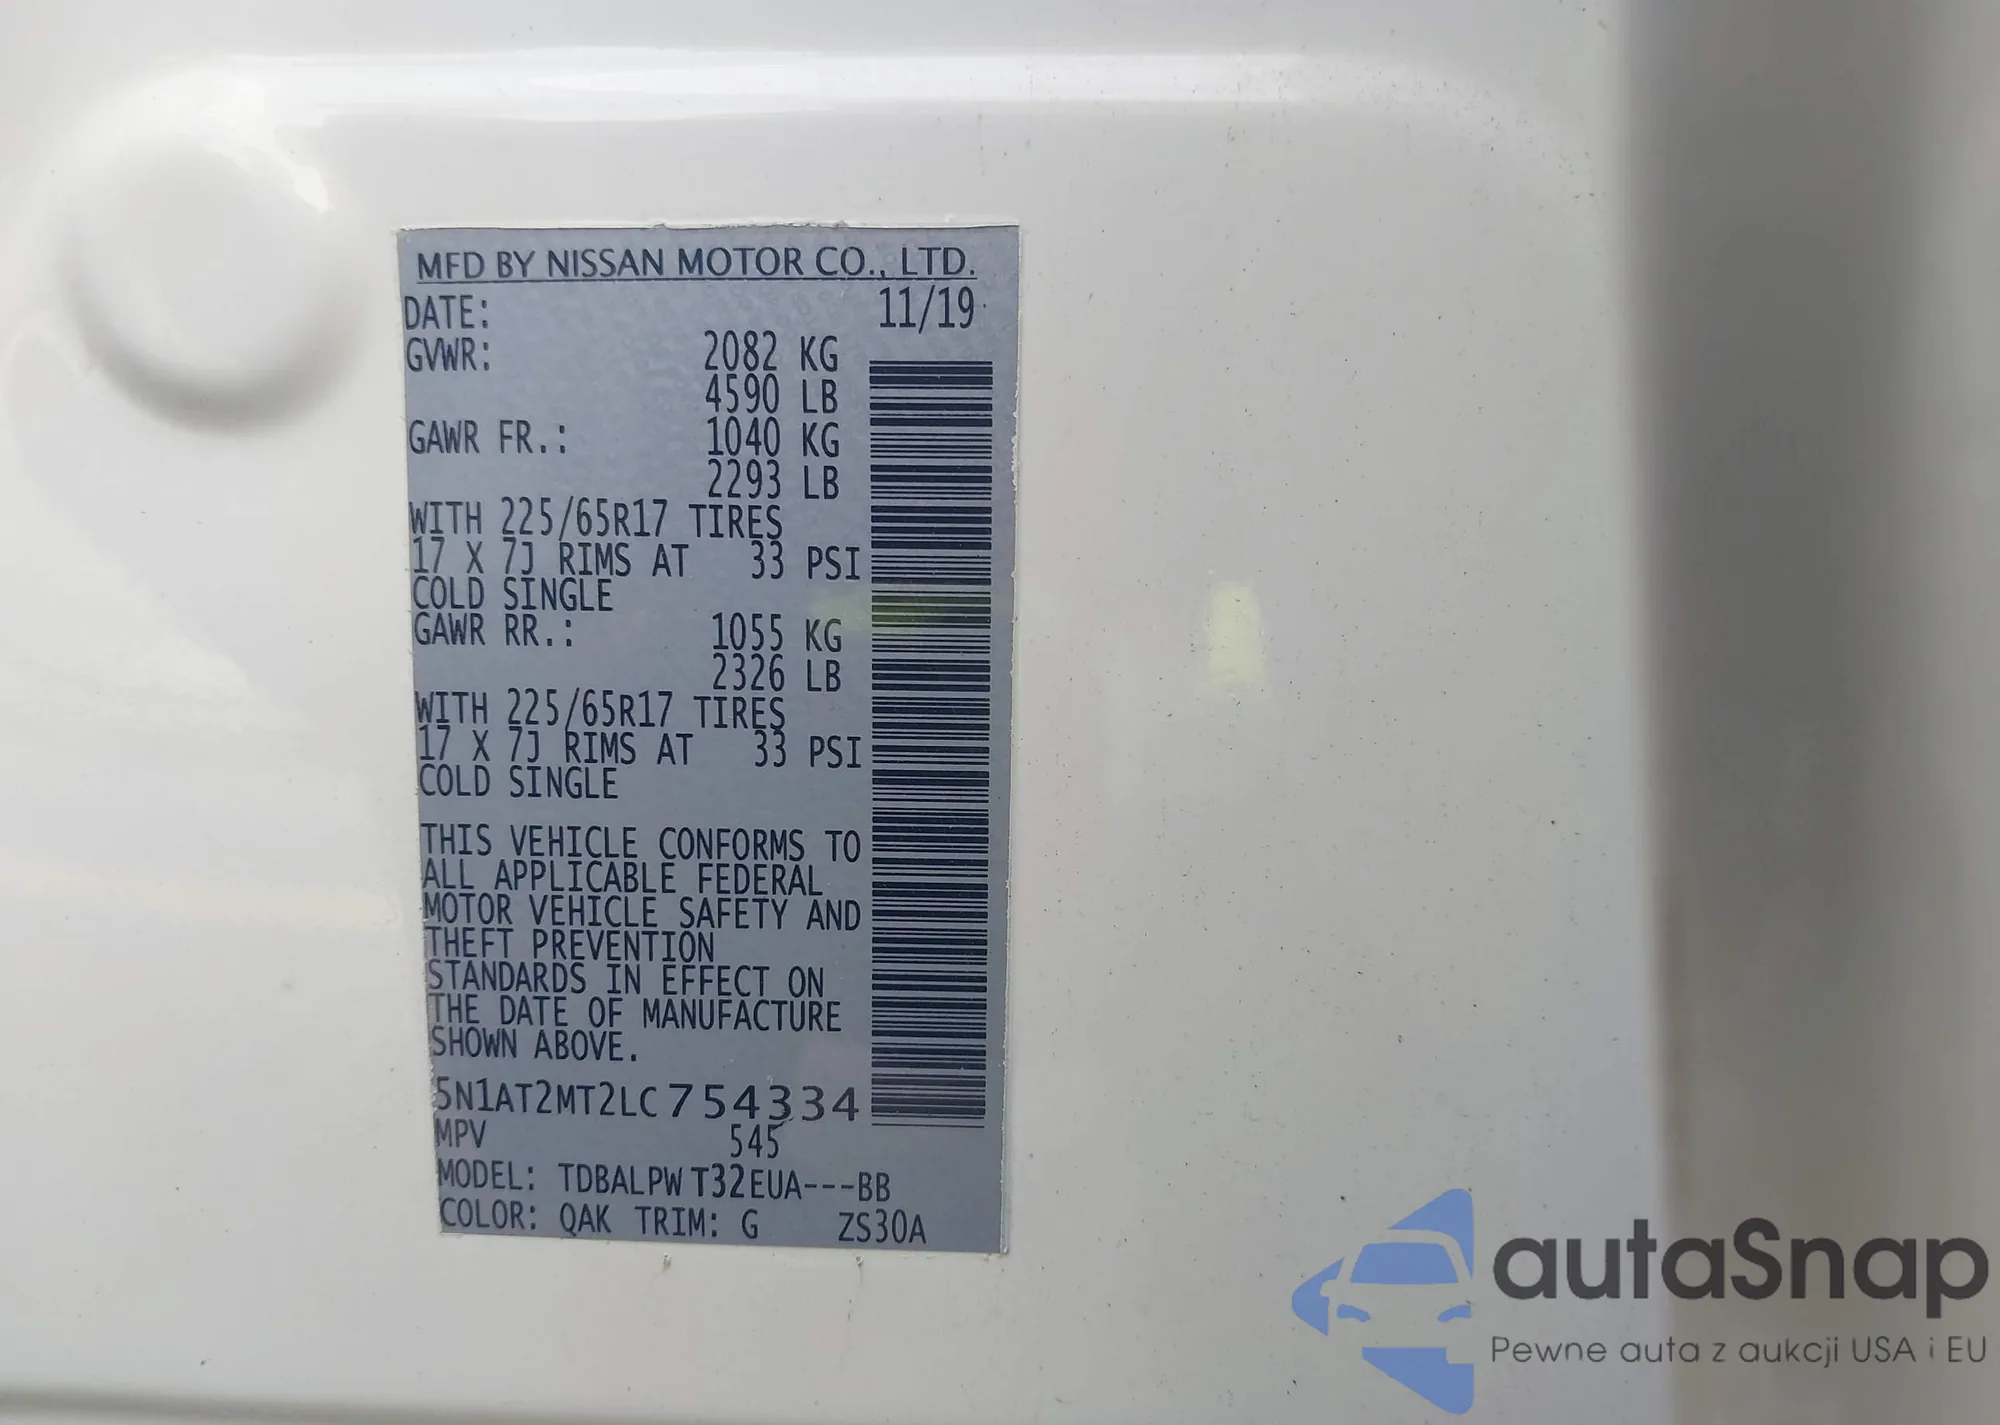 MFD BY NISSAN MOTOR CO., LTD.
DATE: 11/19
GVWR: 2082 KG
4590 LB
GAWR FR.: 1040 KG
2293 LB
WITH 225/65R17 TIRES
17 X 7J RIMS AT 33 PSI
COLD SINGLE
GAWR RR.: 1055 KG
2326 LB
WITH 225/65R17 TIRES
17 X 7J RIMS AT 33 PSI
COLD SINGLE
THIS VEHICLE CONFORMS TO
ALL APPLICABLE FEDERAL
MOTOR VEHICLE SAFETY AND
THEFT PREVENTION
STANDARDS IN EFFECT ON
THE DATE OF MANUFACTURE
SHOWN ABOVE.
5N1AT2MT2LC754334
MPV 545
MODEL: TDBALPW T32EUA---BB
COLOR: QAK TRIM: G ZS30A
autaSnap
Pewne auta z aukcji USA i EU